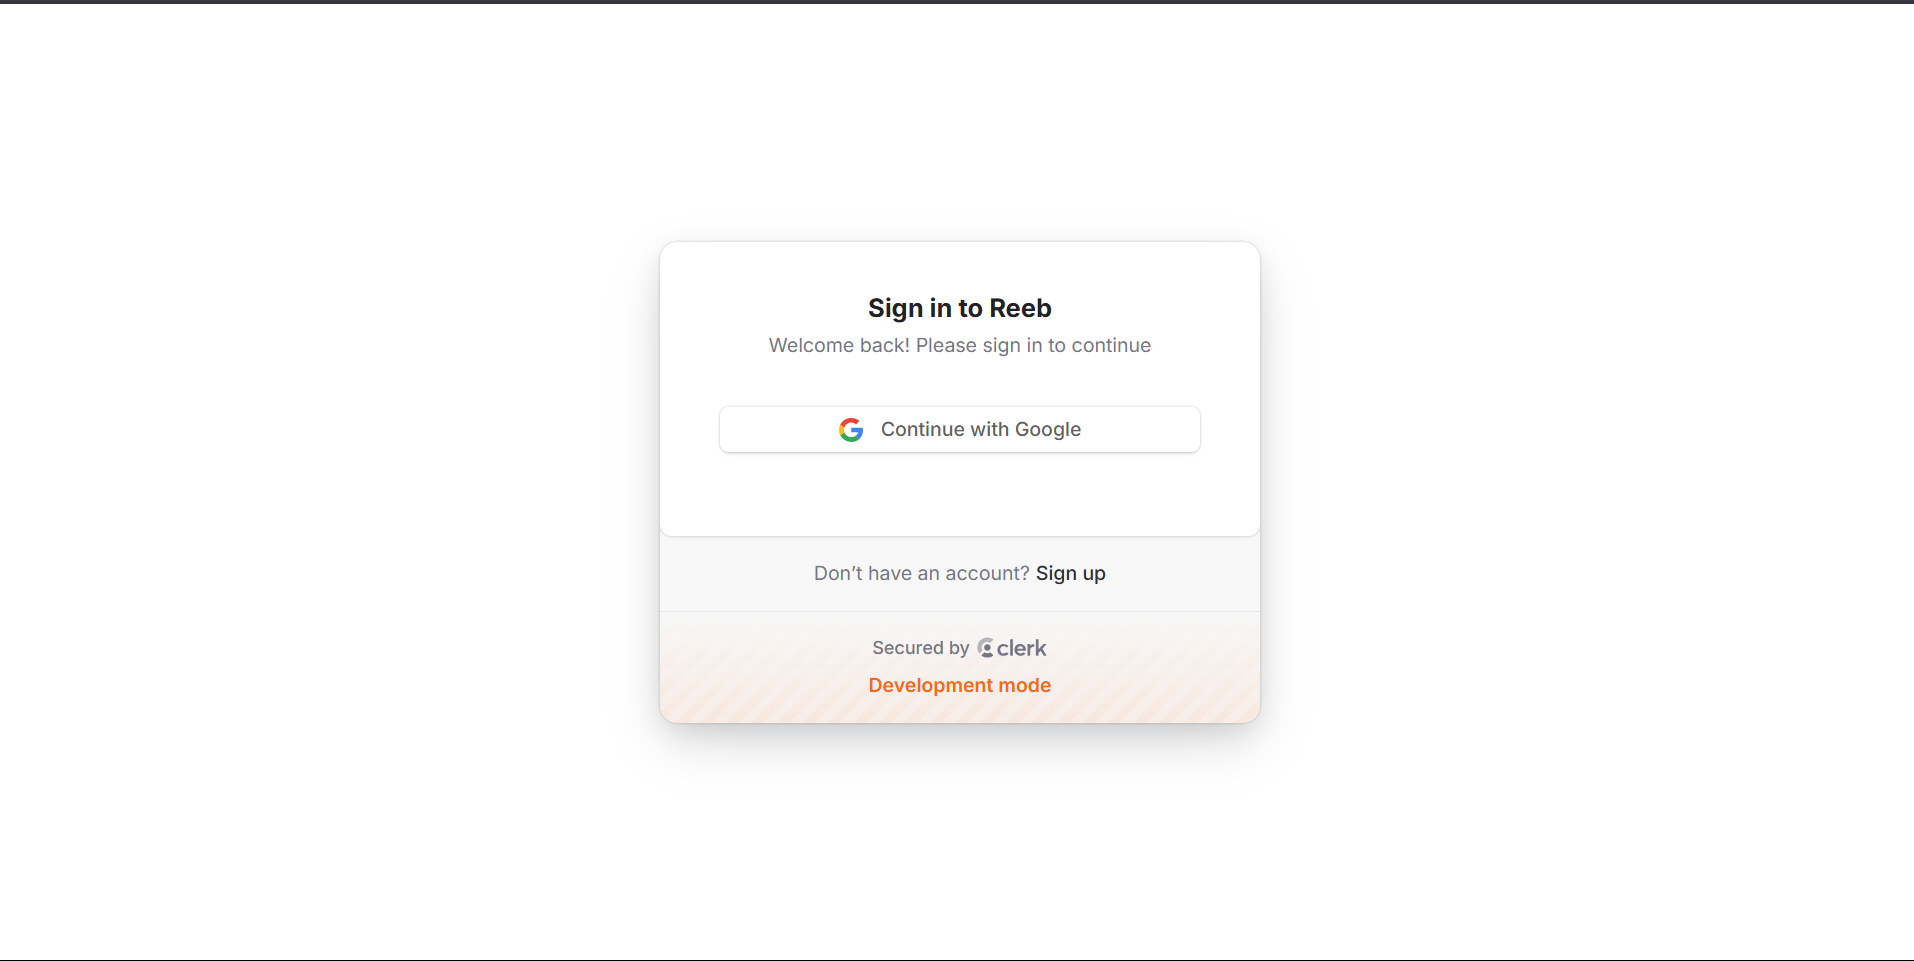 Sign in to Reeb
Welcome back! Please sign in to continue
Continue with Google
Don’t have an account? Sign up
Secured by clerk
Development mode